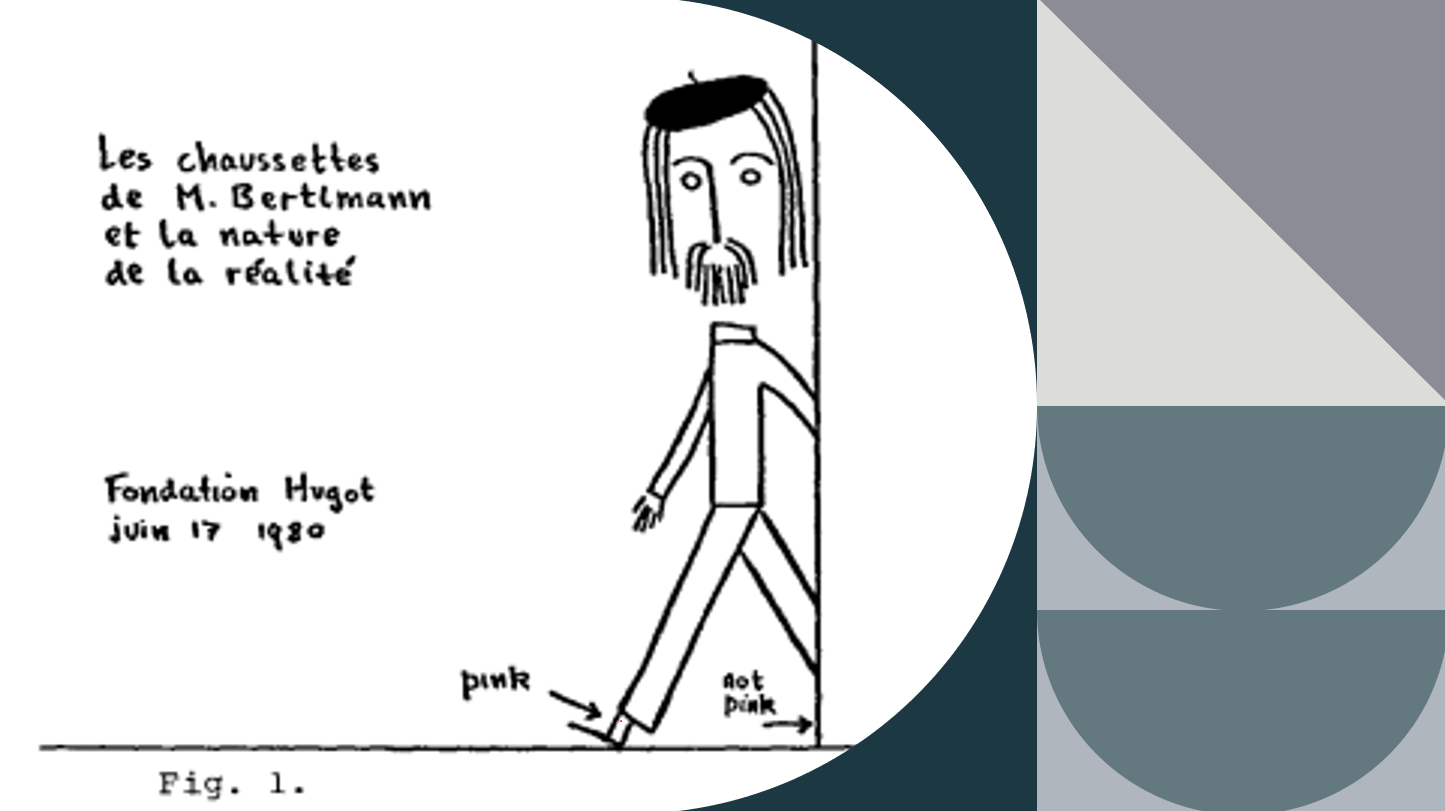 Les chaussettes
de M. Bertlmann
et la nature
de la réalité
Fondation Hugot
juin 17 1980
pink
not
pink
Fig. 1.